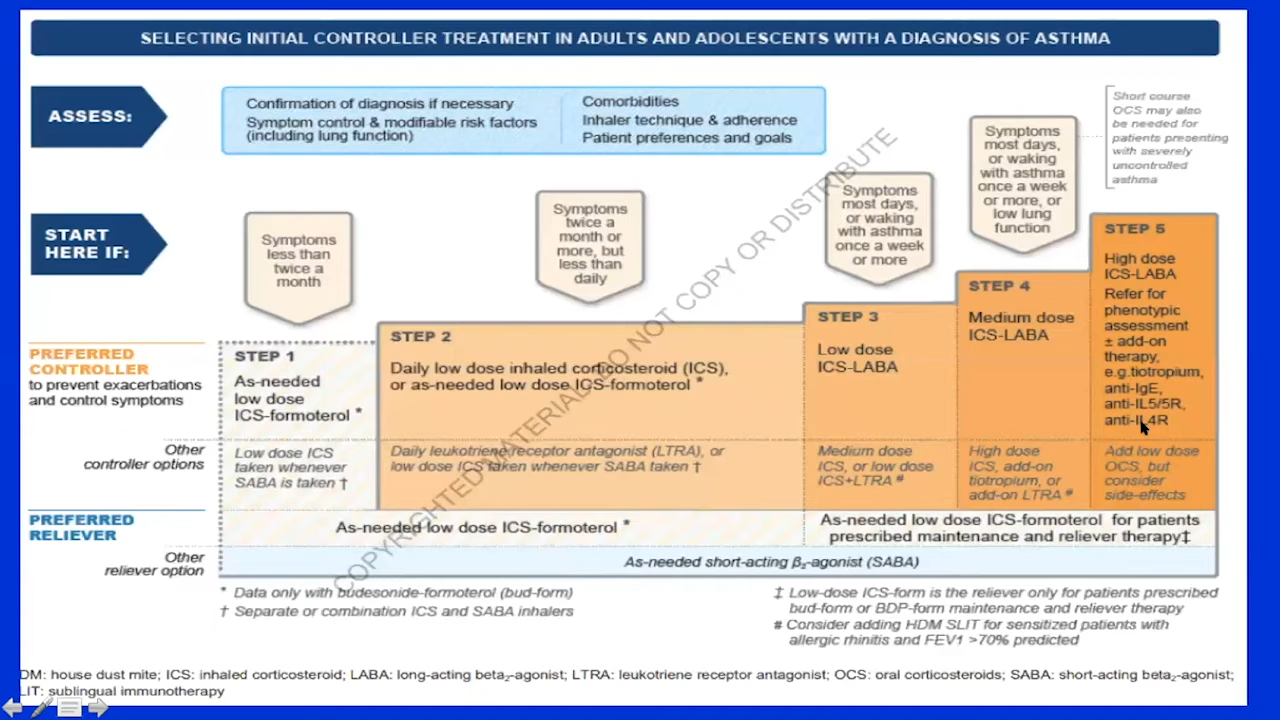 SELECTING INITIAL CONTROLLER TREATMENT IN ADULTS AND ADOLESCENTS WITH A DIAGNOSIS OF ASTHMA
ASSESS:
Confirmation of diagnosis if necessary
Symptom control & modifiable risk factors
(including lung function)
Comorbidities
Inhaler technique & adherence
Patient preferences and goals
Short course
OCS may also
be needed for
patients presenting
with severely
uncontrolled
asthma
START
HERE IF:
Symptoms
less than
twice a
month
Symptoms
twice a
month or
more, but
less than
daily
Symptoms
most days,
or waking
with asthma
once a week
or more
Symptoms
most days,
or waking
with asthma
once a week
or more, or
low lung
function
PREFERRED
CONTROLLER
to prevent exacerbations
and control symptoms
STEP 1
As-needed
low dose
ICS-formoterol *
STEP 2
Daily low dose inhaled corticosteroid (ICS),
or as-needed low dose ICS-formoterol *
STEP 3
Low dose
ICS-LABA
STEP 4
Medium dose
ICS-LABA
STEP 5
High dose
ICS-LABA
Refer for
phenotypic
assessment
± add-on
therapy,
e.g.tiotropium,
anti-IgE,
anti-IL5/5R,
anti-IL4R
Other
controller options
Low dose ICS
taken whenever
SABA is taken †
Daily leukotriene receptor antagonist (LTRA), or
low dose ICS taken whenever SABA taken †
Medium dose
ICS, or low dose
ICS+LTRA #
High dose
ICS, add-on
tiotropium, or
add-on LTRA #
Add low dose
OCS, but
consider
side-effects
PREFERRED
RELIEVER
As-needed low dose ICS-formoterol *
As-needed low dose ICS-formoterol for patients
prescribed maintenance and reliever therapy‡
Other
reliever option
As-needed short-acting β₂-agonist (SABA)
* Data only with budesonide-formoterol (bud-form)
† Separate or combination ICS and SABA inhalers
‡ Low-dose ICS-form is the reliever only for patients prescribed
bud-form or BDP-form maintenance and reliever therapy
# Consider adding HDM SLIT for sensitized patients with
allergic rhinitis and FEV1 >70% predicted
DM: house dust mite; ICS: inhaled corticosteroid; LABA: long-acting beta₂-agonist; LTRA: leukotriene receptor antagonist; OCS: oral corticosteroids; SABA: short-acting beta₂-agonist;
LIT: sublingual immunotherapy
COPYRIGHTED MATERIAL- DO NOT COPY OR DISTRIBUTE